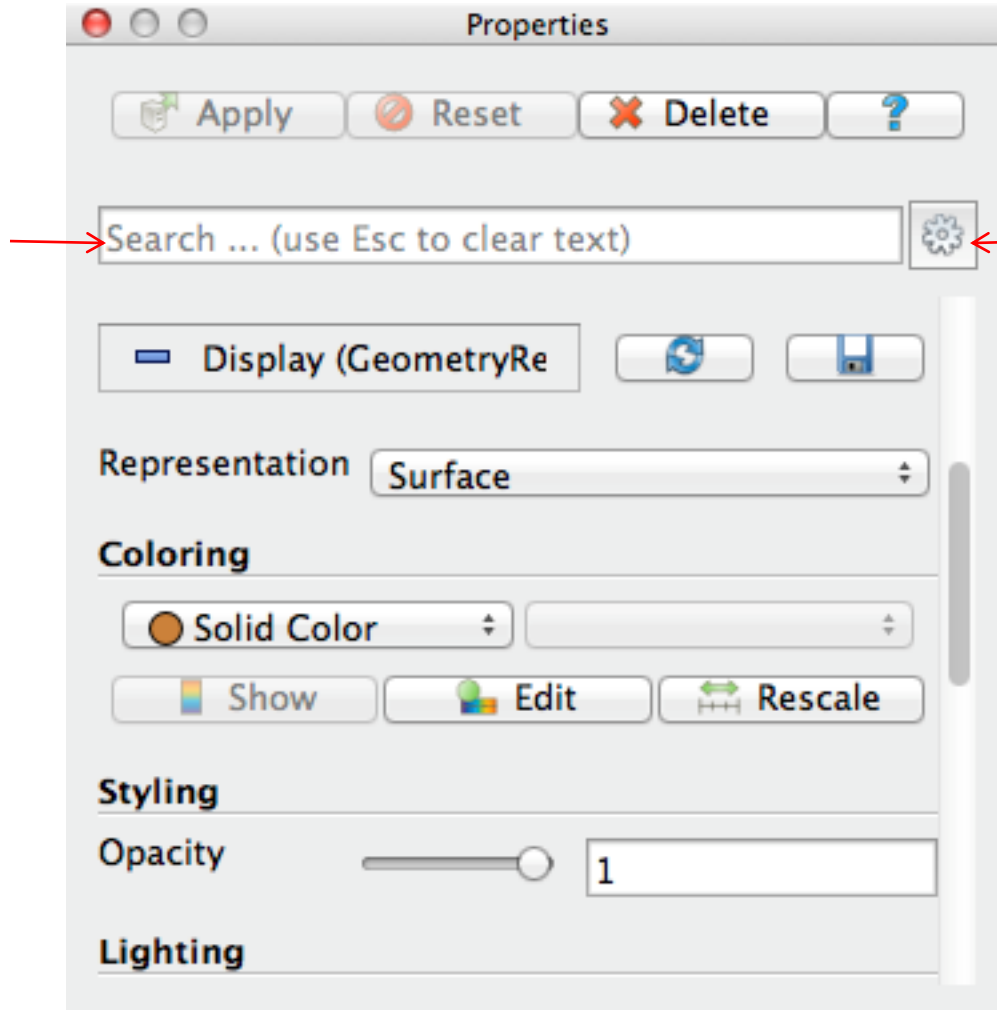 Properties
Apply Reset Delete ?
Search ... (use Esc to clear text)
Display (GeometryRe
Representation Surface
Coloring
Solid Color
Show Edit Rescale
Styling
Opacity 1
Lighting